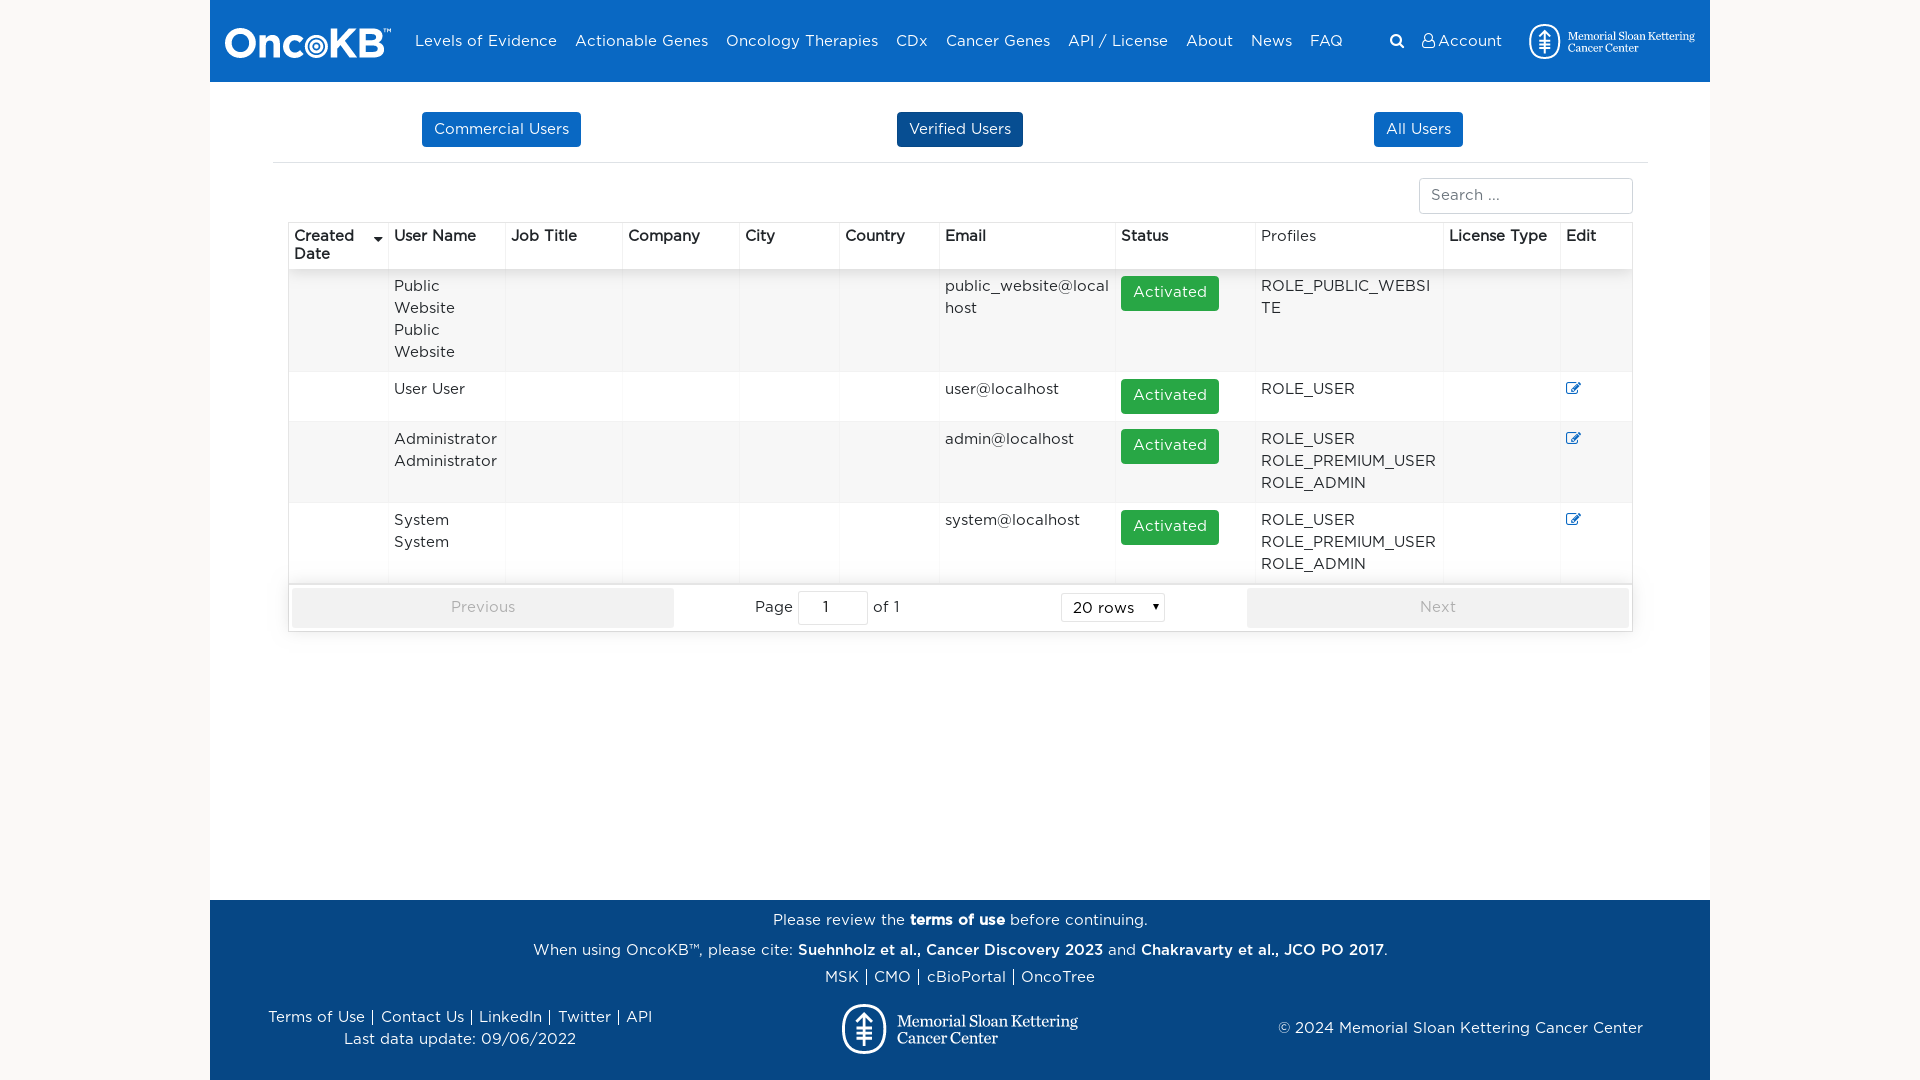 OncoKB™ Levels of Evidence Actionable Genes Oncology Therapies CDx Cancer Genes API / License About News FAQ Account Memorial Sloan Kettering
Cancer Center
Commercial Users Verified Users All Users
Search ...
Created Date User Name Job Title Company City Country Email Status Profiles License Type Edit
Public Website Public Website public_website@localhost Activated ROLE_PUBLIC_WEBSITE
User User user@localhost Activated ROLE_USER
Administrator Administrator admin@localhost Activated ROLE_USER ROLE_PREMIUM_USER ROLE_ADMIN
System System system@localhost Activated ROLE_USER ROLE_PREMIUM_USER ROLE_ADMIN
Previous Page 1 of 1 20 rows Next
Please review the terms of use before continuing.
When using OncoKB™, please cite: Suehnholz et al., Cancer Discovery 2023 and Chakravarty et al., JCO PO 2017.
MSK | CMO | cBioPortal | OncoTree
Terms of Use | Contact Us | LinkedIn | Twitter | API
Last data update: 09/06/2022
Memorial Sloan Kettering
Cancer Center
© 2024 Memorial Sloan Kettering Cancer Center